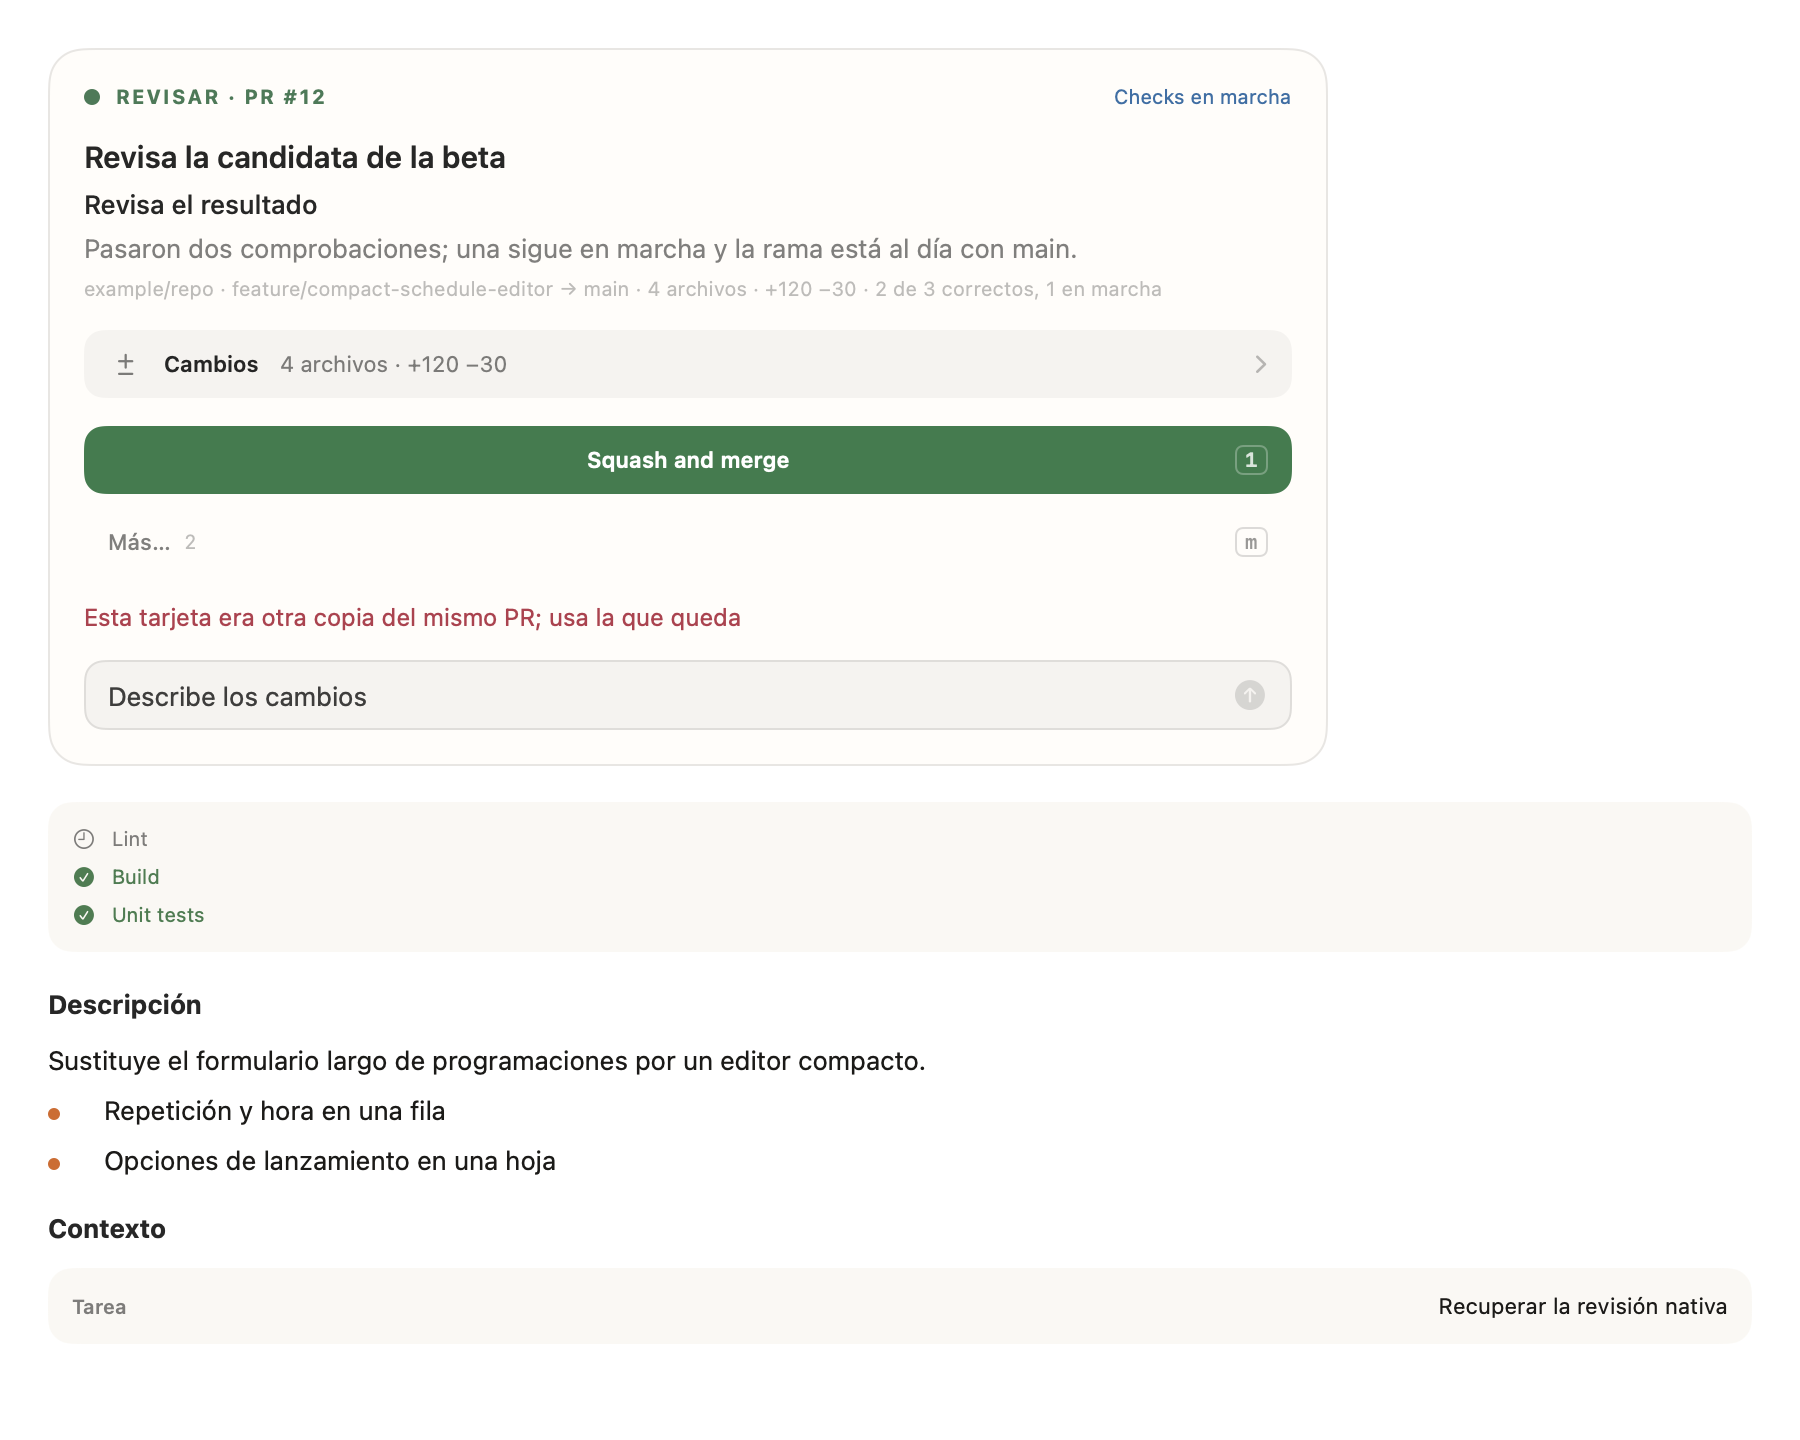 REVISAR · PR #12
Checks en marcha
Revisa la candidata de la beta
Revisa el resultado
Pasaron dos comprobaciones; una sigue en marcha y la rama está al día con main.
example/repo · feature/compact-schedule-editor → main · 4 archivos · +120 −30 · 2 de 3 correctos, 1 en marcha
± Cambios 4 archivos · +120 −30
Squash and merge 1
Más... 2 m
Esta tarjeta era otra copia del mismo PR; usa la que queda
Describe los cambios
Lint
Build
Unit tests
Descripción
Sustituye el formulario largo de programaciones por un editor compacto.
Repetición y hora en una fila
Opciones de lanzamiento en una hoja
Contexto
Tarea Recuperar la revisión nativa